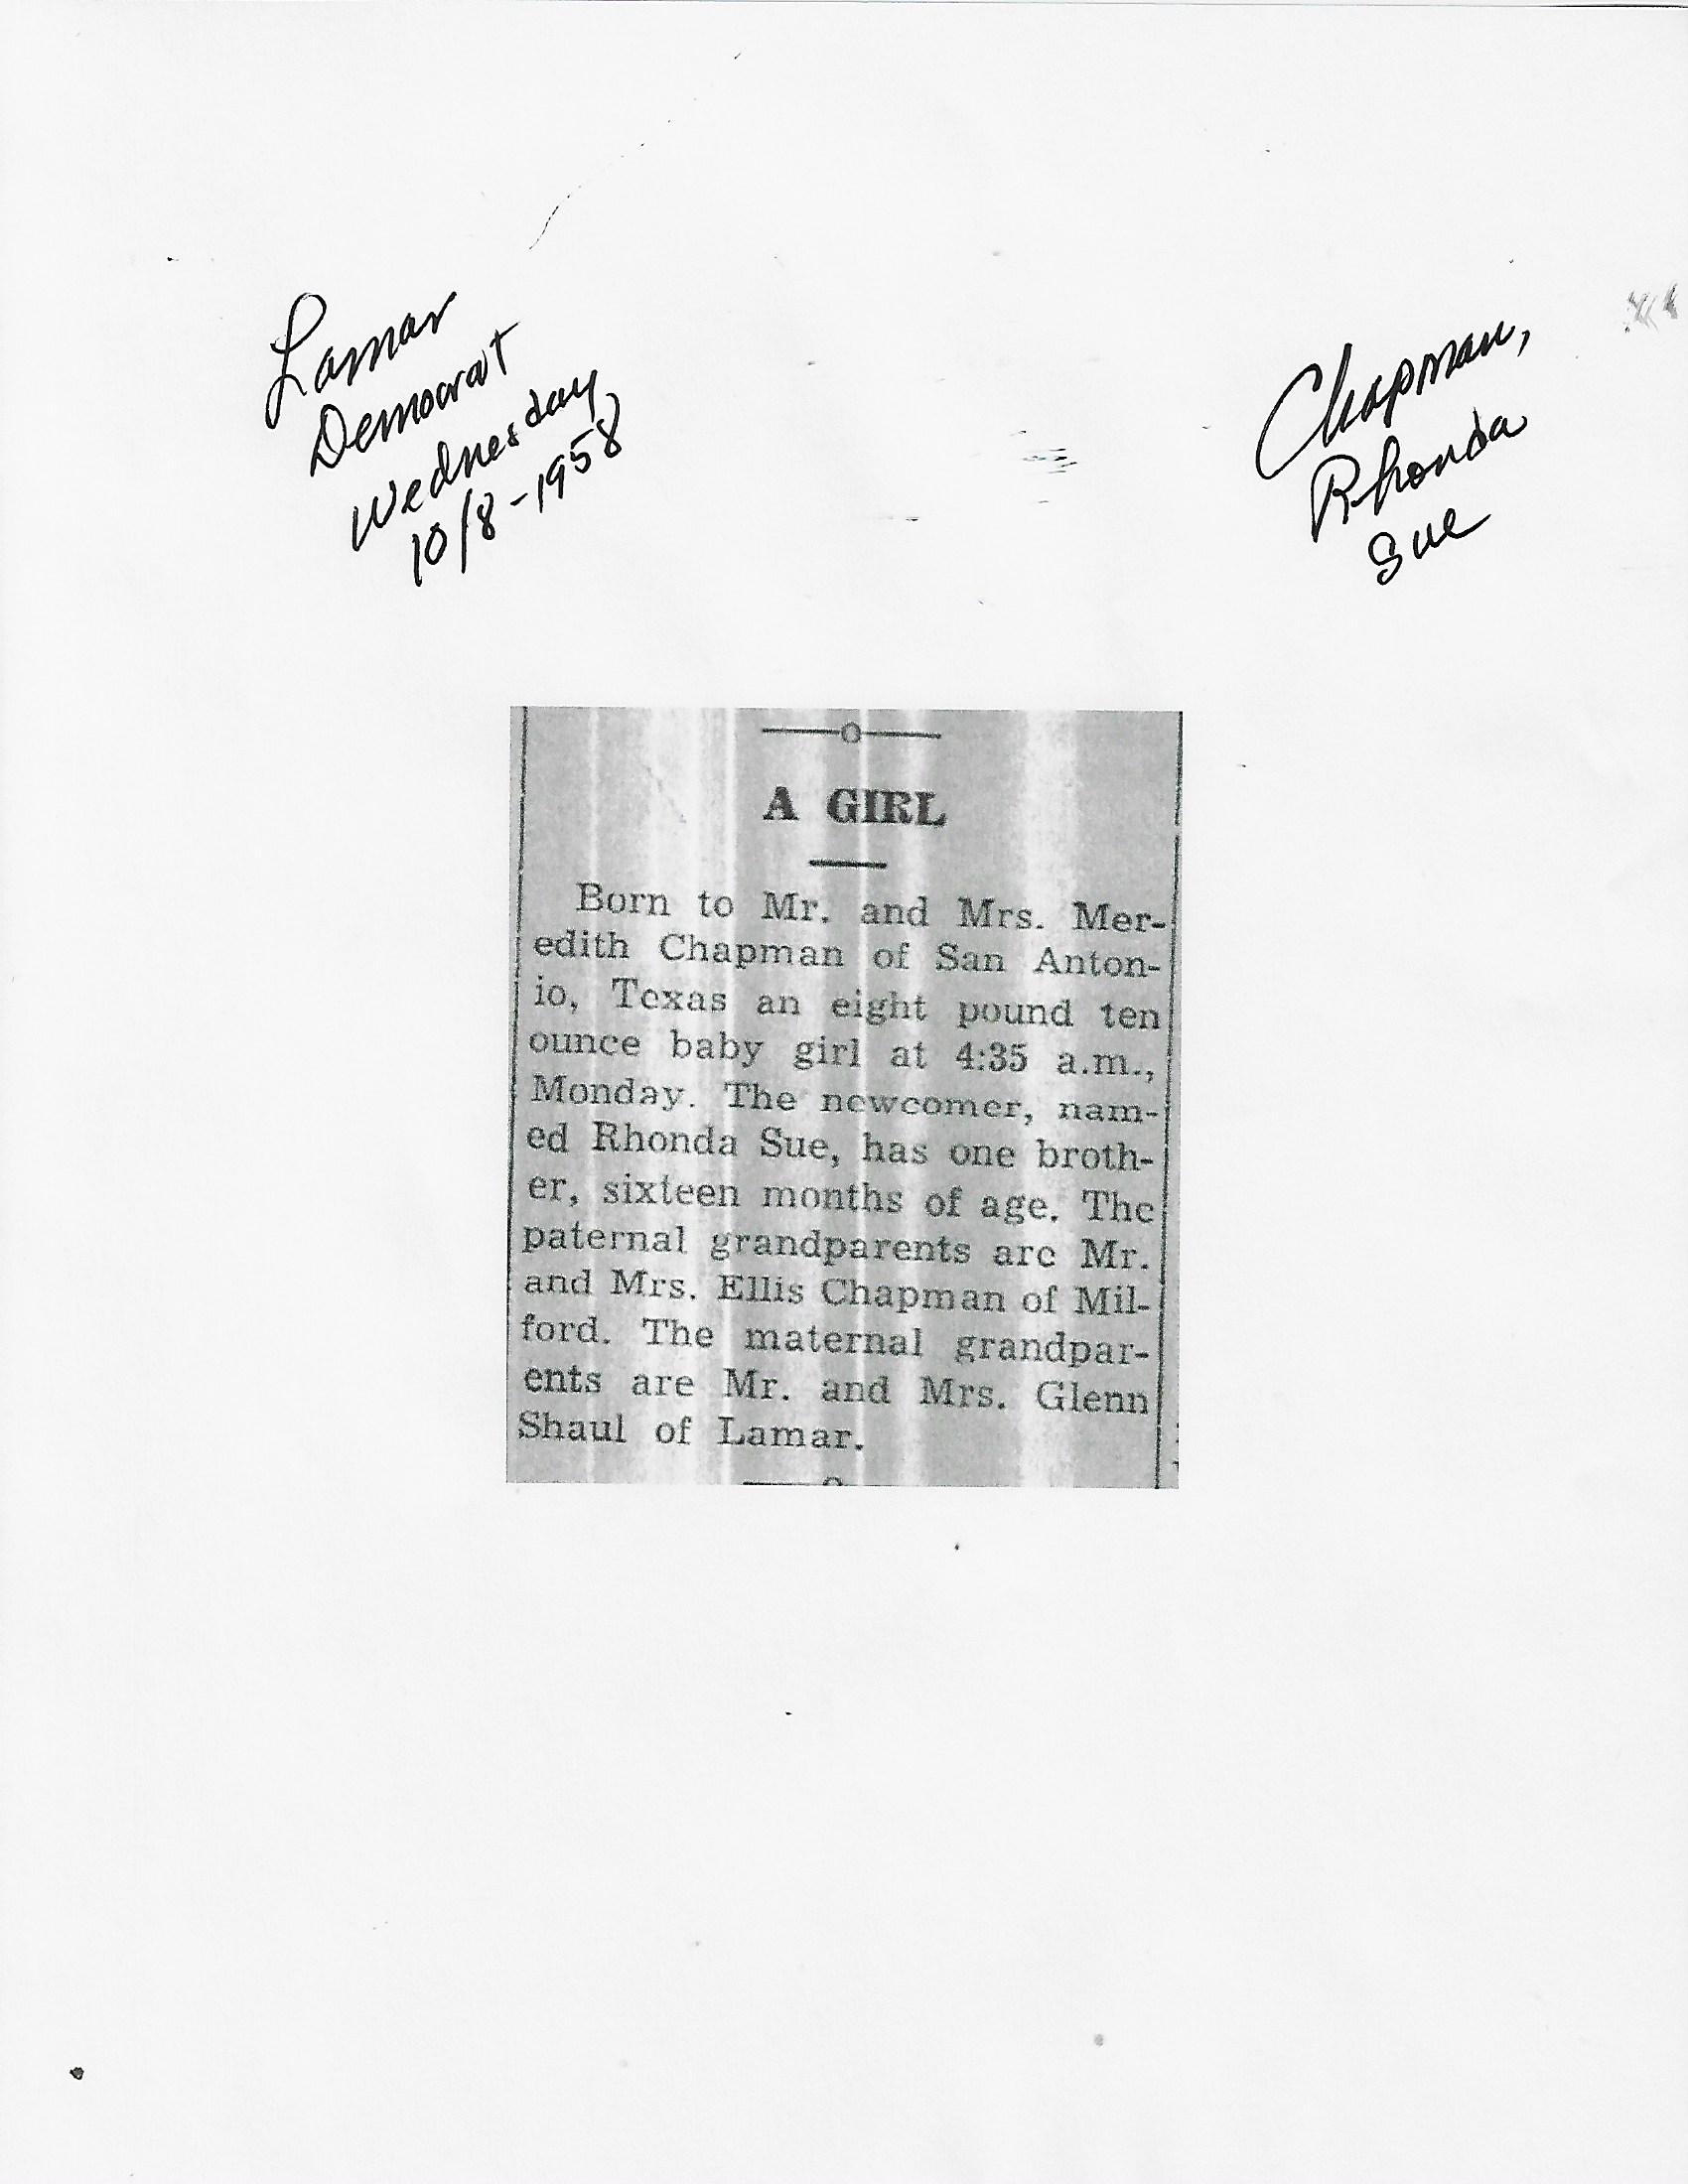 Lamar
Democrat
Wednesday
10/8-1958
Chapman,
Rhonda
Sue
A GIRL
Born to Mr. and Mrs. Mer-
edith Chapman of San Anton-
io, Texas an eight pound ten
ounce baby girl at 4:35 a.m.,
Monday. The newcomer, nam-
ed Rhonda Sue, has one broth-
er, sixteen months of age. The
paternal grandparents are Mr.
and Mrs. Ellis Chapman of Mil-
ford. The maternal grandpar-
ents are Mr. and Mrs. Glenn
Shaul of Lamar.